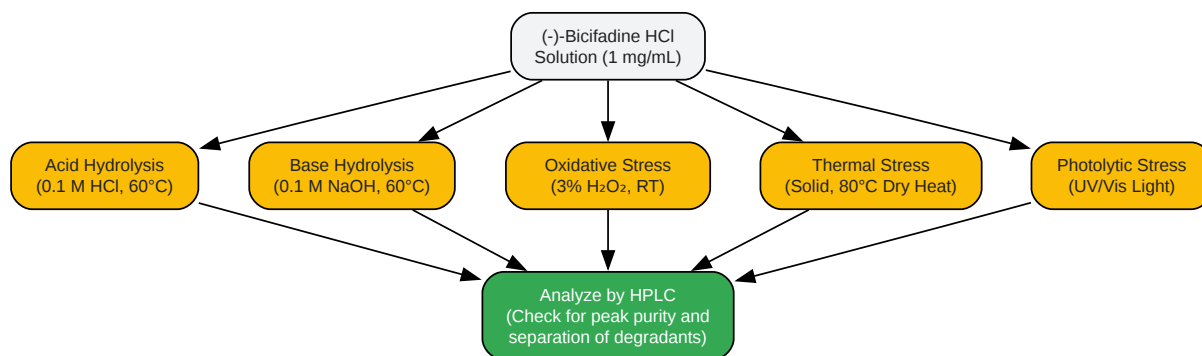 (-)-Bicifadine HCl
Solution (1 mg/mL)
Acid Hydrolysis
(0.1 M HCl, 60°C)
Base Hydrolysis
(0.1 M NaOH, 60°C)
Oxidative Stress
(3% H₂O₂, RT)
Thermal Stress
(Solid, 80°C Dry Heat)
Photolytic Stress
(UV/Vis Light)
Analyze by HPLC
(Check for peak purity and
separation of degradants)